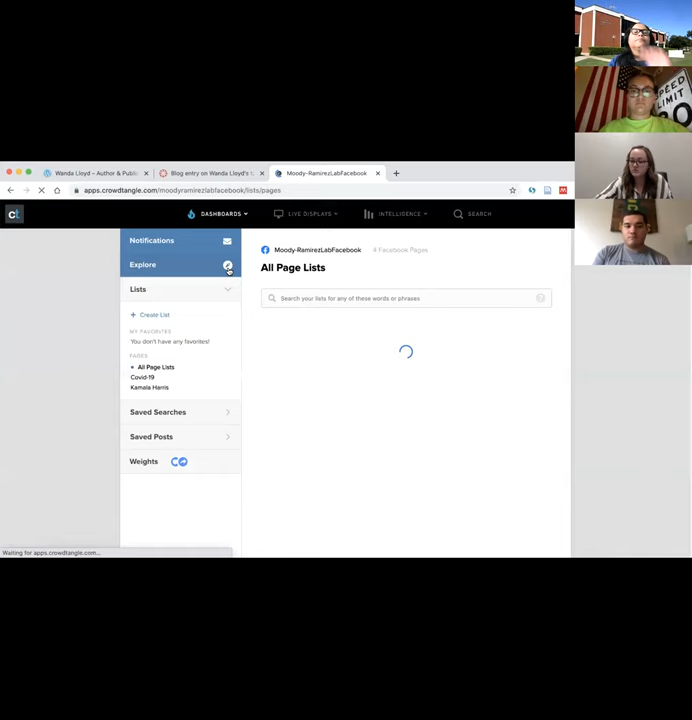 SPEED
LIMIT
Wanda Lloyd – Author & Publi
Blog entry on Wanda Lloyd's
Moody-RamirezLabFacebook
apps.crowdtangle.com/moodyramirezlabfacebook/lists/pages
ct
DASHBOARDS
LIVE DISPLAYS
INTELLIGENCE
SEARCH
Notifications
Moody-RamirezLabFacebook
4 Facebook Pages
Explore
All Page Lists
Lists
Search your lists for any of these words or phrases
?
+ Create List
MY FAVORITES
You don't have any favorites!
PAGES
All Page Lists
Covid-19
Kamala Harris
Saved Searches
Saved Posts
Weights
Waiting for apps.crowdtangle.com...